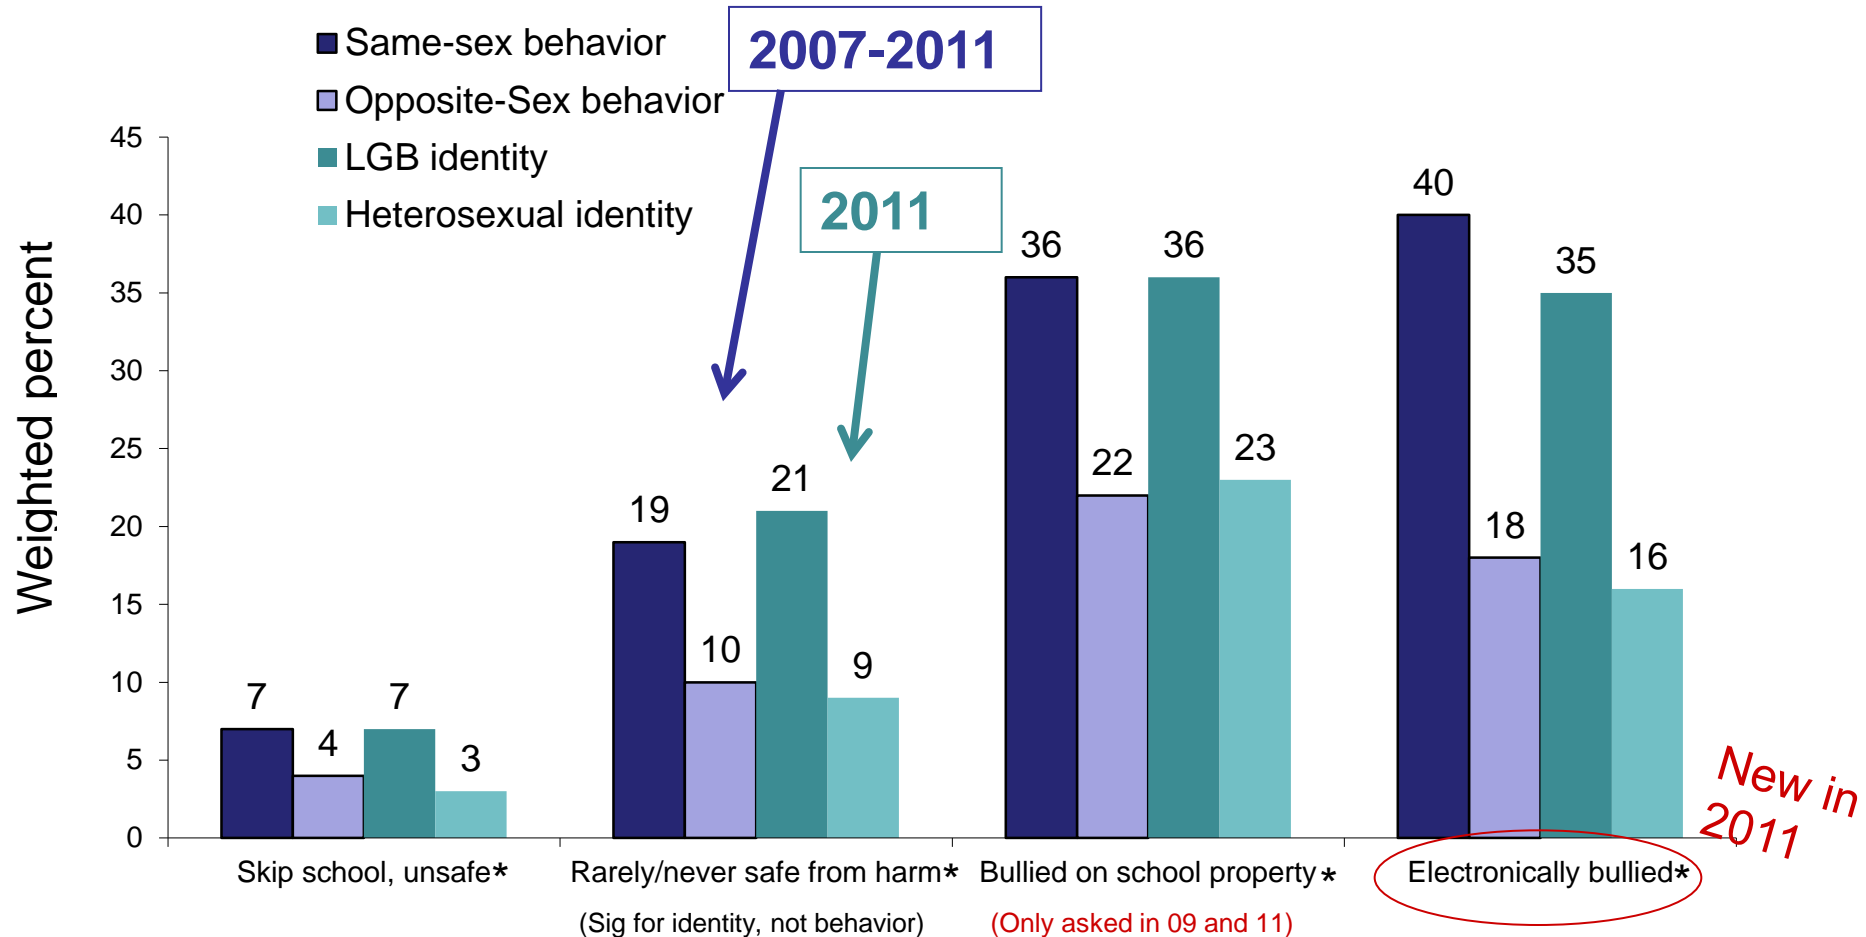 Same-sex behavior
Opposite-Sex behavior
LGB identity
Heterosexual identity
2007-2011
2011
Weighted percent
45
40
35
30
25
20
15
10
5
0
7
4
7
3
19
10
21
9
36
22
36
23
40
18
35
16
Skip school, unsafe*
Rarely/never safe from harm*
(Sig for identity, not behavior)
Bullied on school property*
(Only asked in 09 and 11)
Electronically bullied*
New in
2011